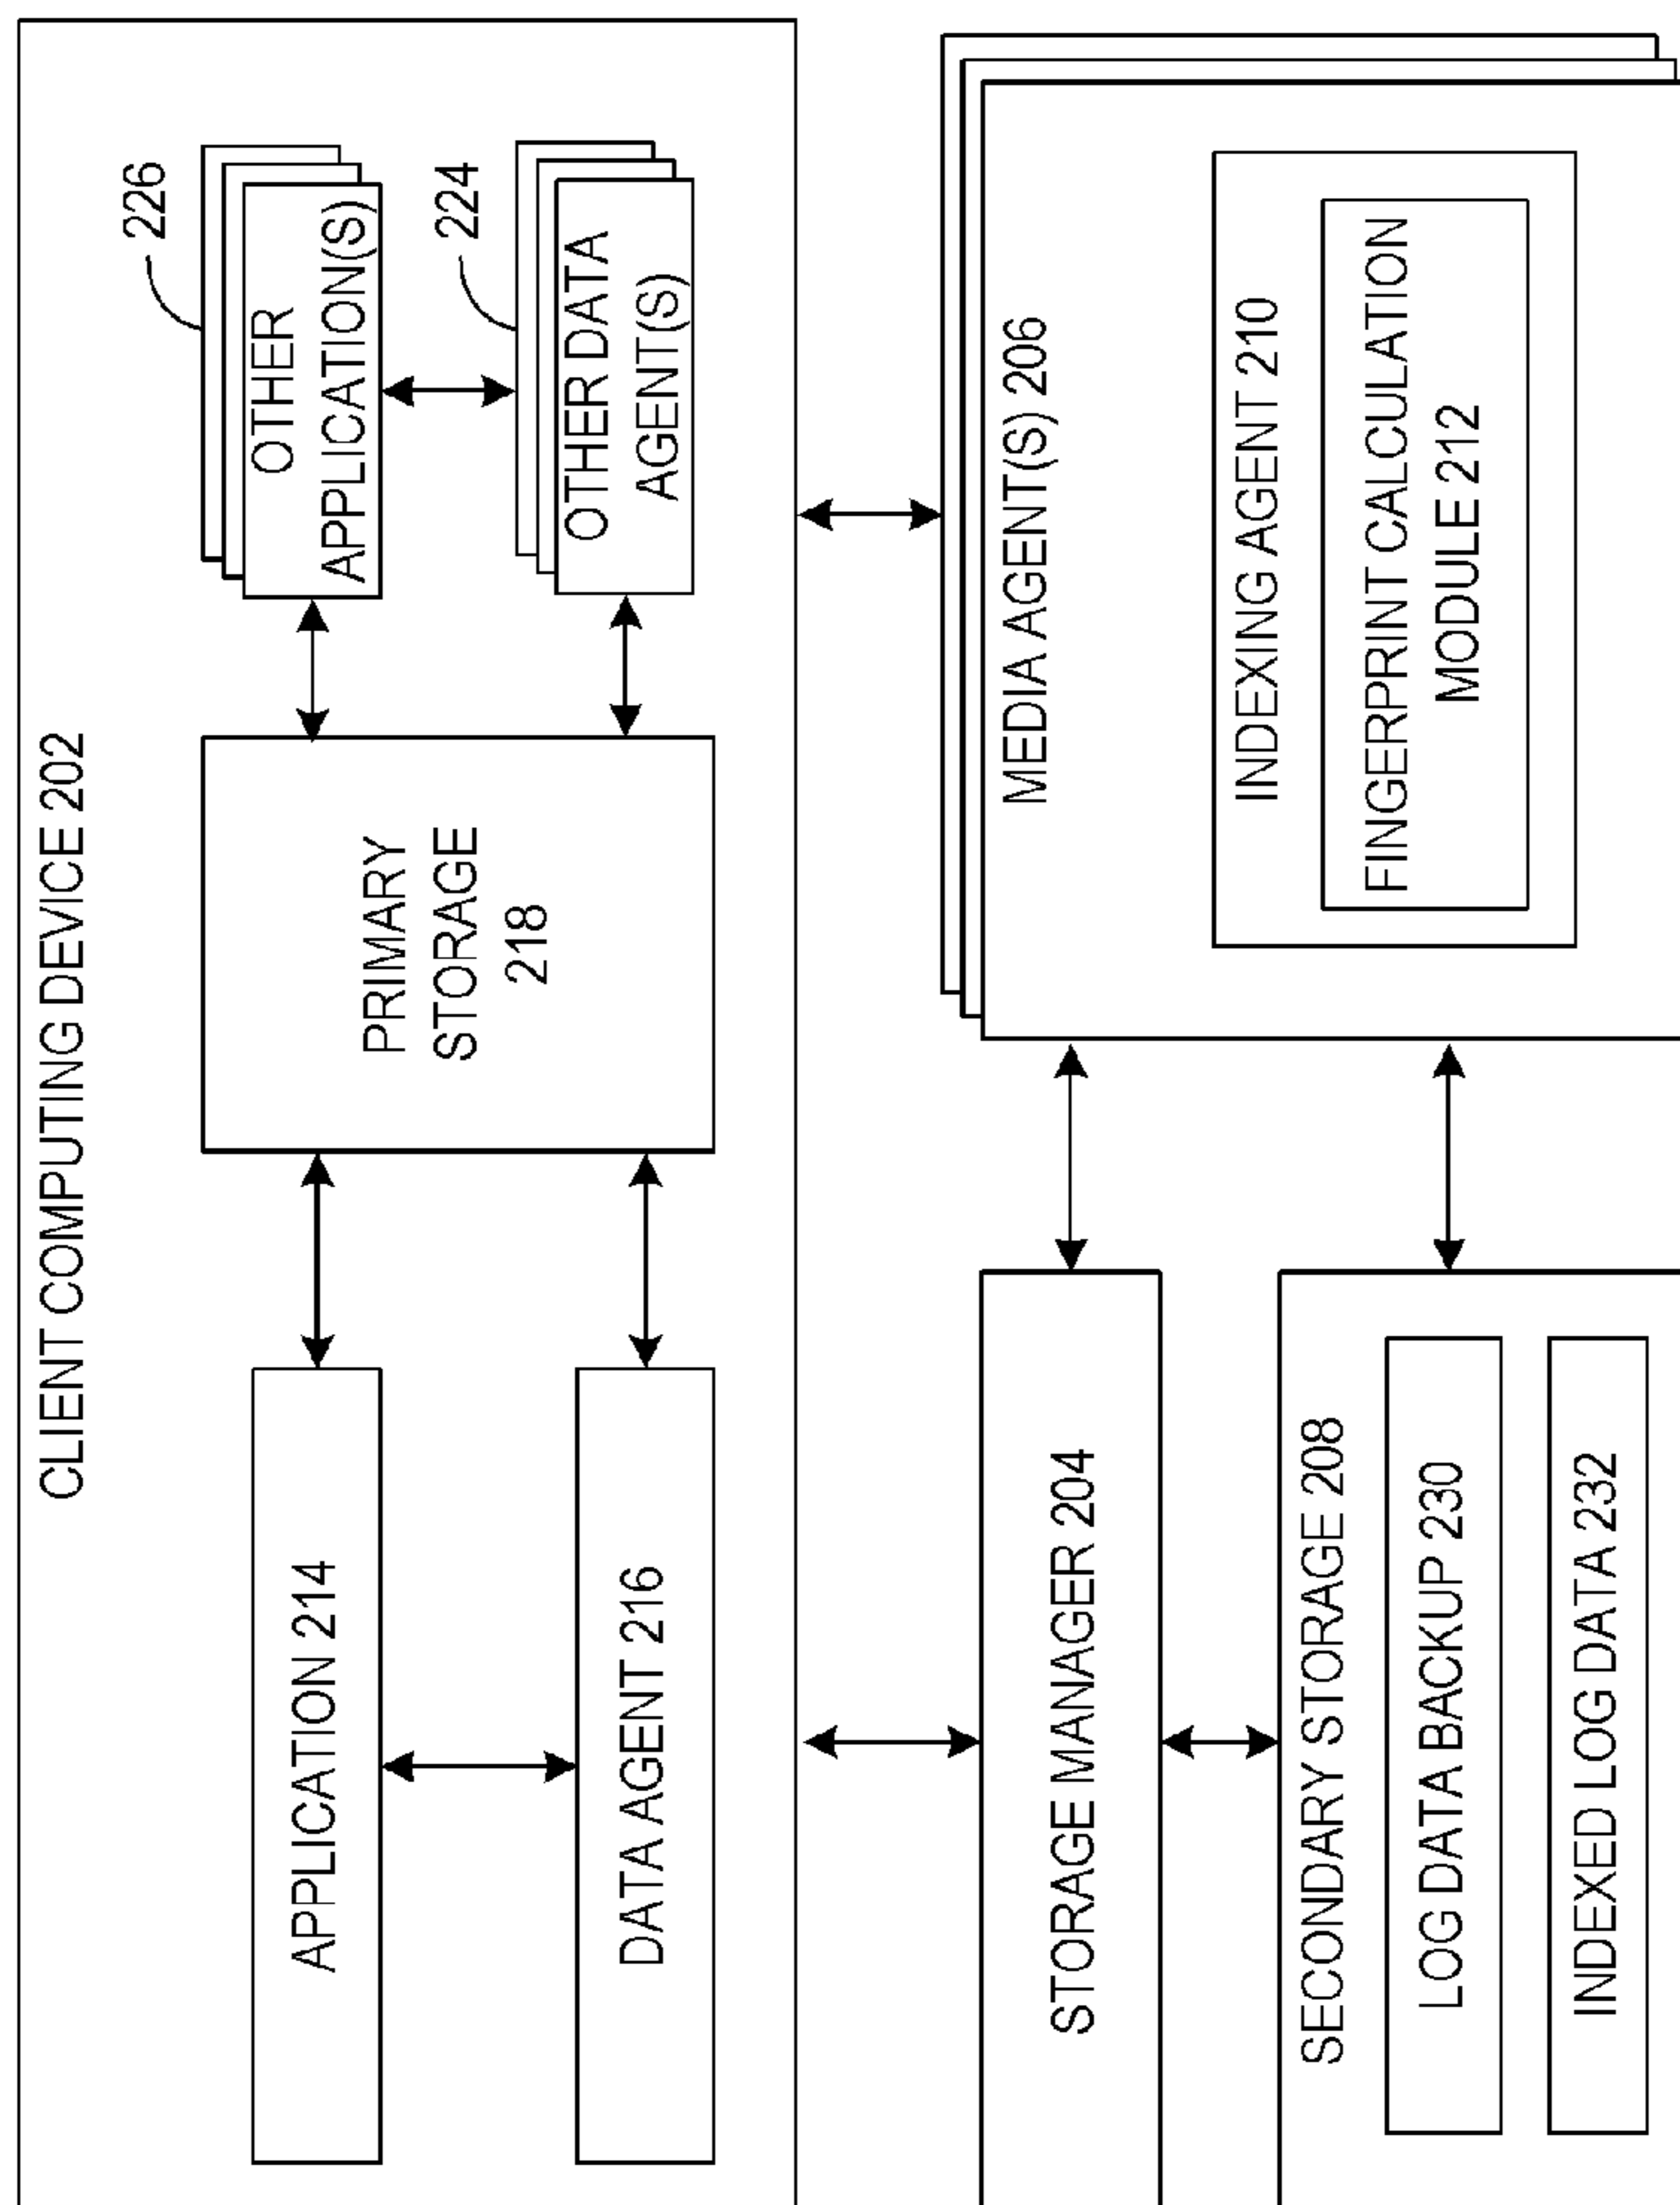 CLIENT COMPUTING DEVICE 202
APPLICATION 214
DATA AGENT 216
PRIMARY
STORAGE
218
226
OTHER
APPLICATION(S)
224
OTHER DATA
AGENT(S)
STORAGE MANAGER 204
SECONDARY STORAGE 208
LOG DATA BACKUP 230
INDEXED LOG DATA 232
MEDIA AGENT(S) 206
INDEXING AGENT 210
FINGERPRINT CALCULATION
MODULE 212